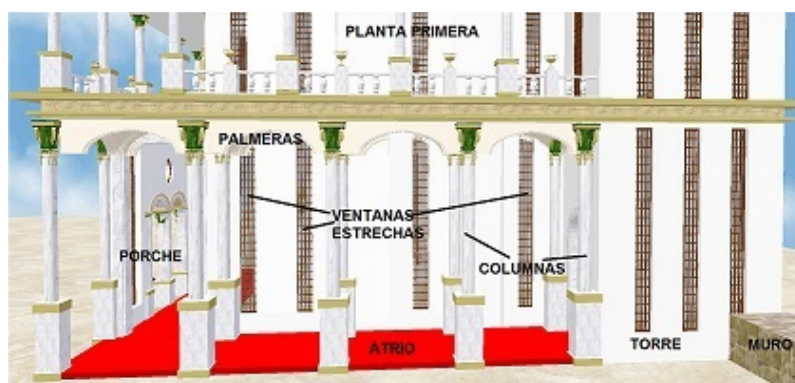 PLANTA PRIMERA
PALMERAS
VENTANAS
ESTRECHAS
PORCHE
COLUMNAS
ATRIO
TORRE
MURO